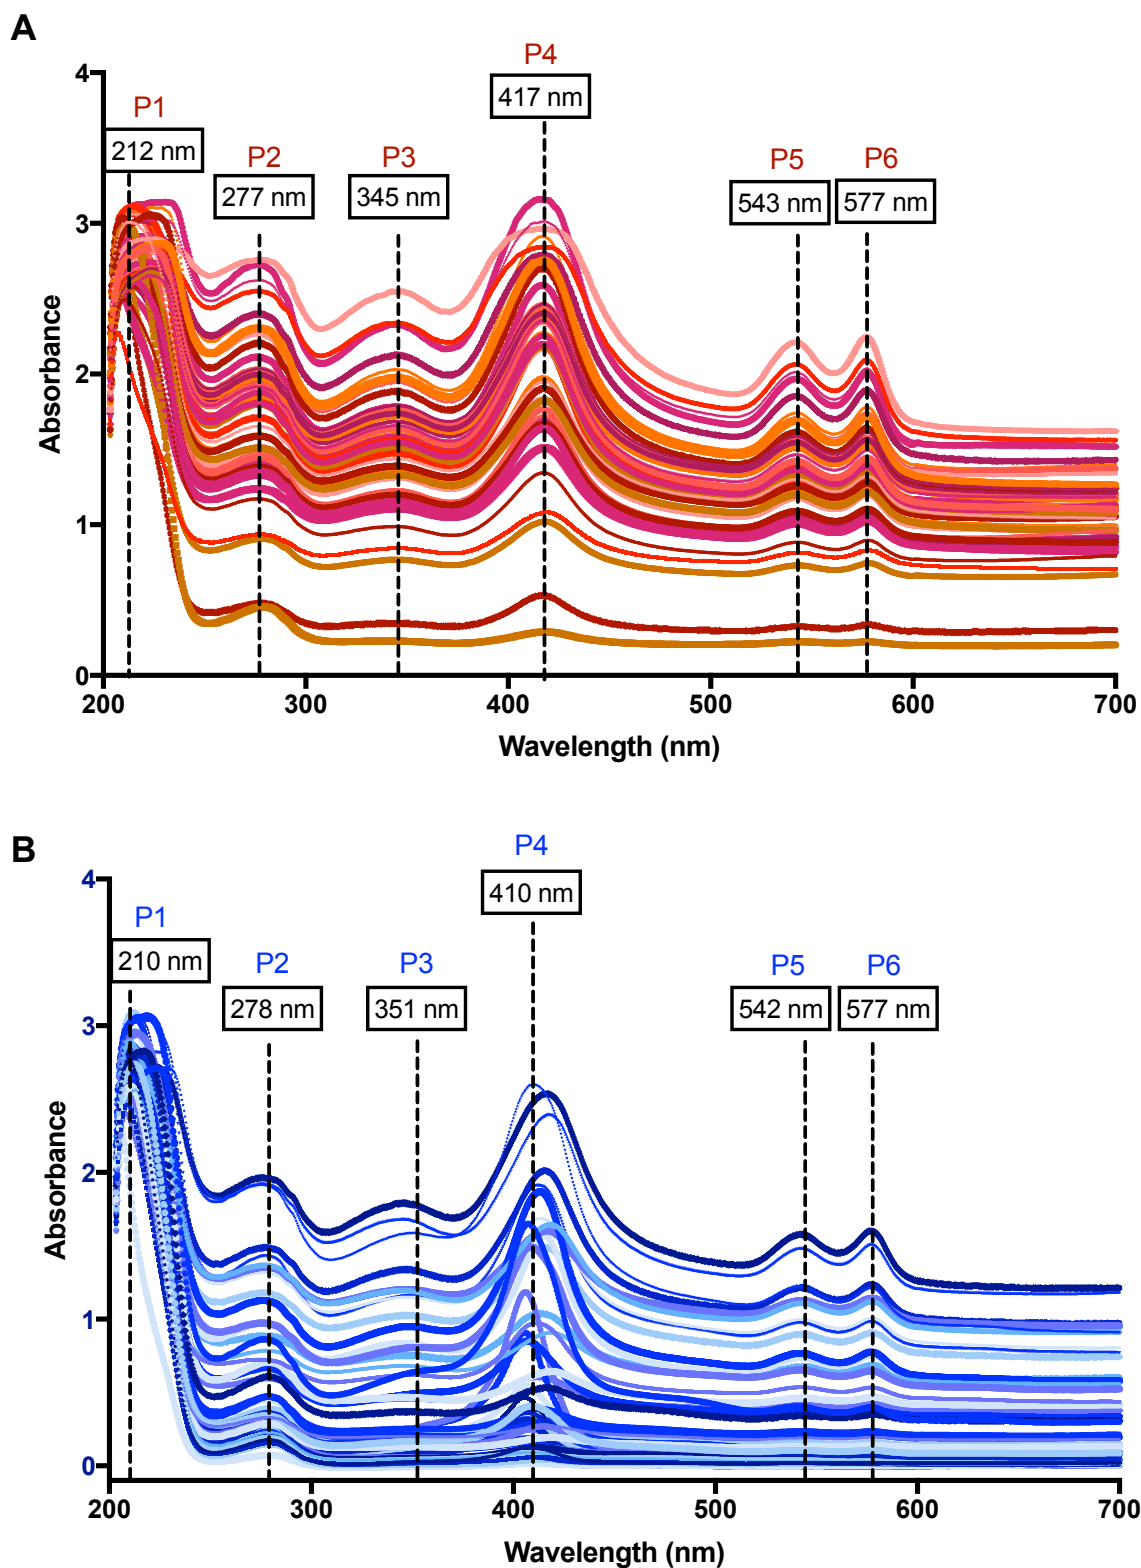 A
P4
417 nm
P1
212 nm
P2
277 nm
P3
345 nm
P5
543 nm
P6
577 nm
4
3
2
1
0
Absorbance
200 300 400 500 600 700
Wavelength (nm)
B
P4
410 nm
P1
210 nm
P2
278 nm
P3
351 nm
P5
542 nm
P6
577 nm
4
3
2
1
0
Absorbance
200 300 400 500 600 700
Wavelength (nm)